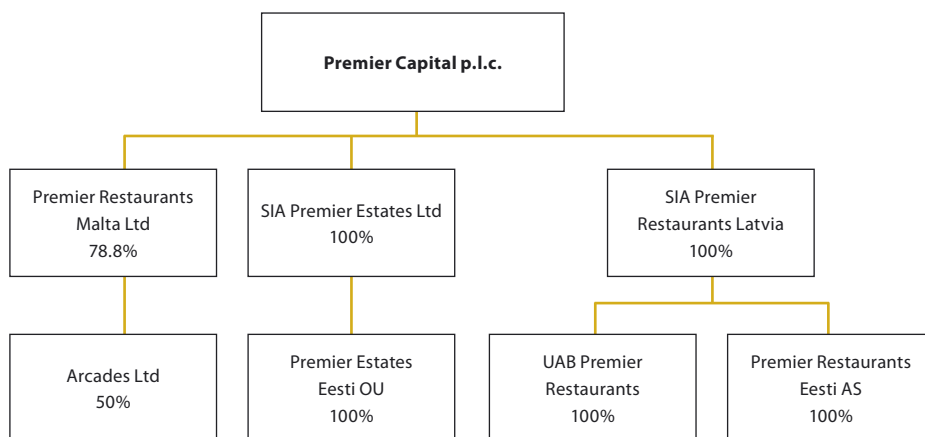 Premier Capital p.l.c.
Premier Restaurants
Malta Ltd
78.8%
SIA Premier Estates Ltd
100%
SIA Premier
Restaurants Latvia
100%
Arcades Ltd
50%
Premier Estates
Eesti OU
100%
UAB Premier
Restaurants
100%
Premier Restaurants
Eesti AS
100%